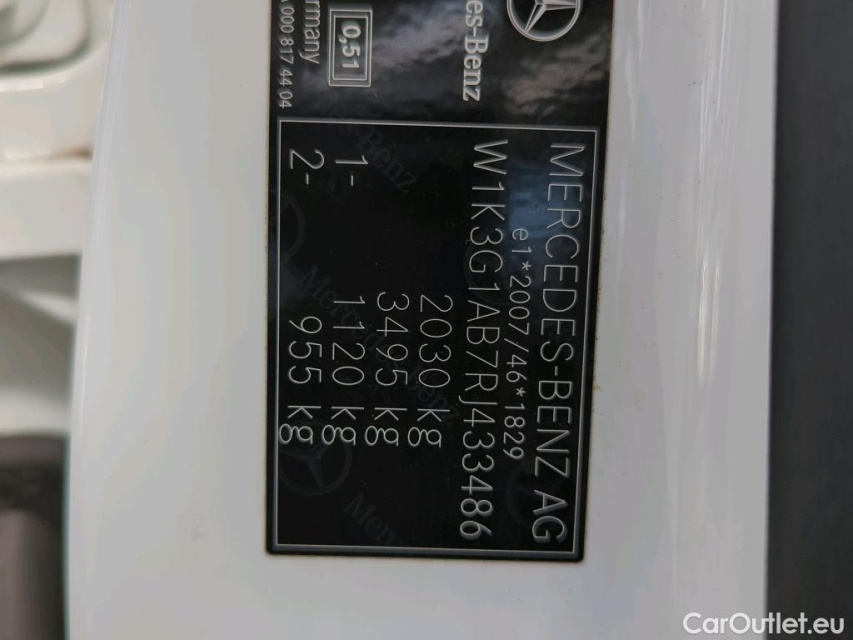 es-Benz
rmany
0,51
000 817 44 04
MERCEDES-BENZ AG
e1*2007/46*1829
W1K3G1AB7RJ433486
2030 kg
3495 kg
1- 1120 kg
2- 955 kg
CarOutlet.eu